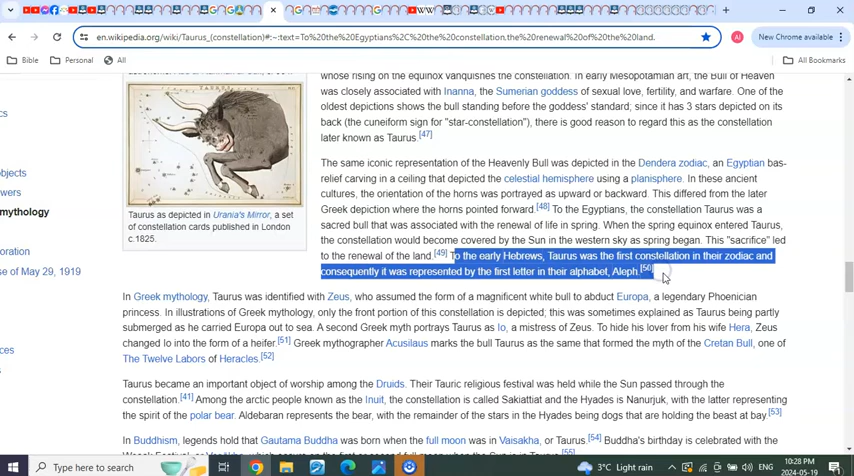 New Chrome available
en.wikipedia.org/wiki/Taurus_(constellation)#:~:text=To%20the%20Egyptians%2C%20the%20constellation,the%20renewal%20of%20the%20land.
AI
Bible
Personal
All
All Bookmarks
whose rising on the equinox vanquishes the constellation. In early Mesopotamian art, the Bull of Heaven
was closely associated with Inanna, the Sumerian goddess of sexual love, fertility, and warfare. One of the
oldest depictions shows the bull standing before the goddess' standard; since it has 3 stars depicted on its
back (the cuneiform sign for "star-constellation"), there is good reason to regard this as the constellation
later known as Taurus.[47]
The same iconic representation of the Heavenly Bull was depicted in the Dendera zodiac, an Egyptian bas-
relief carving in a ceiling that depicted the celestial hemisphere using a planisphere. In these ancient
cultures, the orientation of the horns was portrayed as upward or backward. This differed from the later
Greek depiction where the horns pointed forward.[48] To the Egyptians, the constellation Taurus was a
sacred bull that was associated with the renewal of life in spring. When the spring equinox entered Taurus,
the constellation would become covered by the Sun in the western sky as spring began. This "sacrifice" led
to the renewal of the land.[49] To the early Hebrews, Taurus was the first constellation in their zodiac and
consequently it was represented by the first letter in their alphabet, Aleph.[50]
TAURUS
Taurus as depicted in Urania's Mirror, a set
of constellation cards published in London
c.1825.
objects
mythology
of May 29, 1919
In Greek mythology, Taurus was identified with Zeus, who assumed the form of a magnificent white bull to abduct Europa, a legendary Phoenician
princess. In illustrations of Greek mythology, only the front portion of this constellation is depicted; this was sometimes explained as Taurus being partly
submerged as he carried Europa out to sea. A second Greek myth portrays Taurus as Io, a mistress of Zeus. To hide his lover from his wife Hera, Zeus
changed Io into the form of a heifer.[51] Greek mythographer Acusilaus marks the bull Taurus as the same that formed the myth of the Cretan Bull, one of
The Twelve Labors of Heracles.[52]
Taurus became an important object of worship among the Druids. Their Tauric religious festival was held while the Sun passed through the
constellation.[41] Among the arctic people known as the Inuit, the constellation is called Sakiattiat and the Hyades is Nanurjuk, with the latter representing
the spirit of the polar bear. Aldebaran represents the bear, with the remainder of the stars in the Hyades being dogs that are holding the beast at bay.[53]
In Buddhism, legends hold that Gautama Buddha was born when the full moon was in Vaisakha, or Taurus.[54] Buddha's birthday is celebrated with the
Type here to search
3°C Light rain
ENG
10:28 PM
2024-05-19